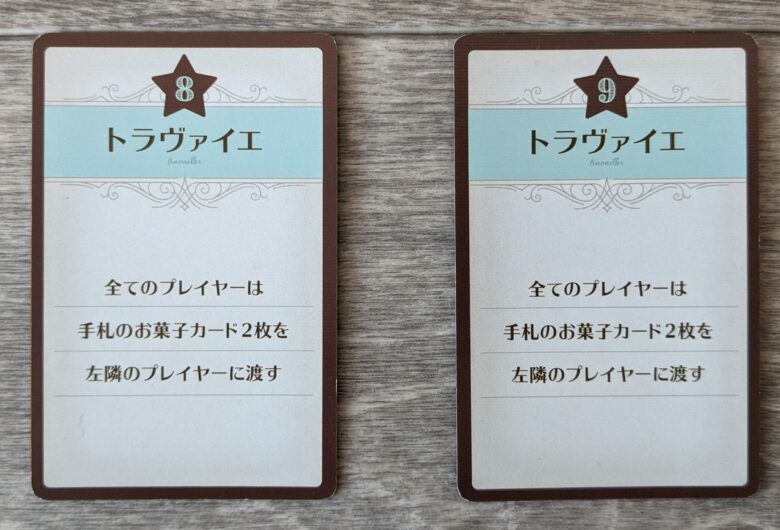 8
トラヴァイエ
Travailler
全てのプレイヤーは
手札のお菓子カード2枚を
左隣のプレイヤーに渡す
9
トラヴァイエ
Travailler
全てのプレイヤーは
手札のお菓子カード2枚を
左隣のプレイヤーに渡す